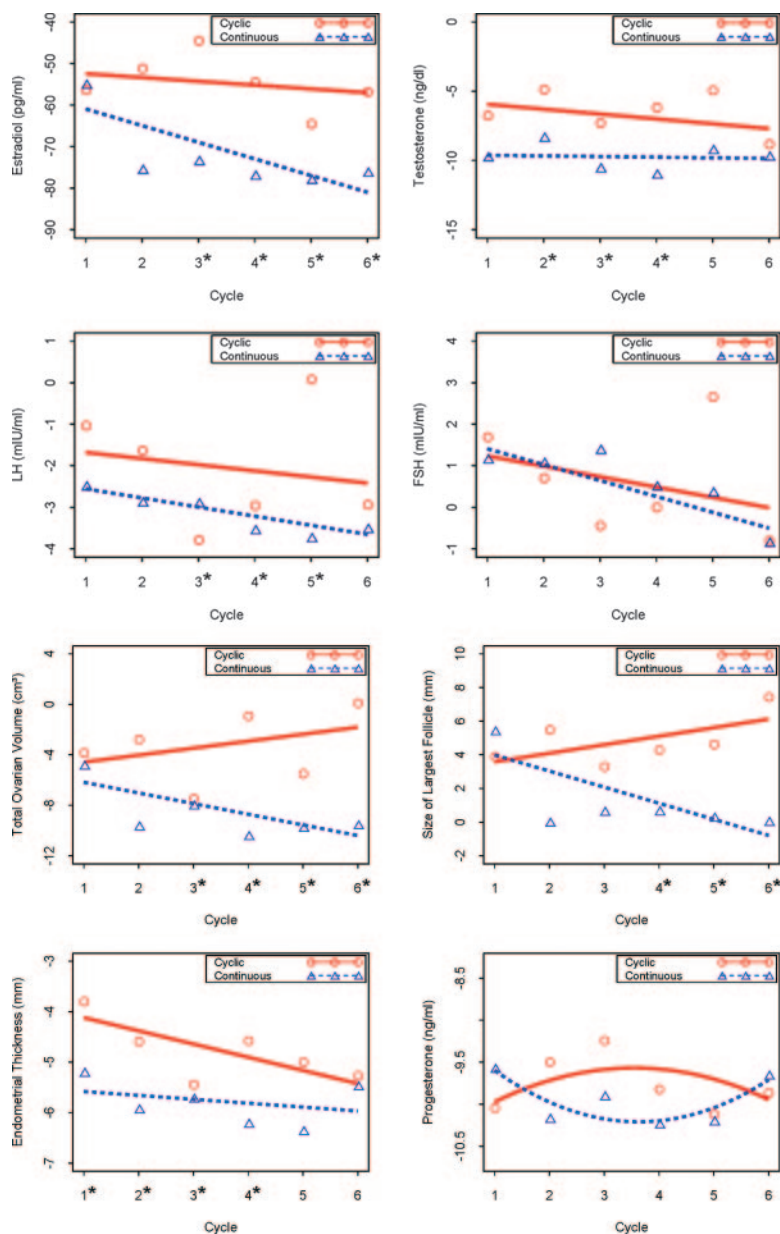 Cyclic
Continuous
Estradiol (pg/ml)
-40
-50
-60
-70
-80
-90
1 2 3* 4* 5* 6*
Cycle
Cyclic
Continuous
Testosterone (ng/dl)
0
-5
-10
-15
1 2* 3* 4* 5 6
Cycle
Cyclic
Continuous
LH (mIU/ml)
1
0
-1
-2
-3
-4
1 2 3* 4* 5* 6
Cycle
Cyclic
Continuous
FSH (mIU/ml)
4
3
2
1
0
-1
1 2 3 4 5 6
Cycle
Cyclic
Continuous
Total Ovarian Volume (cm³)
4
0
-4
-8
-12
1 2 3* 4* 5* 6*
Cycle
Cyclic
Continuous
Size of Largest Follicle (mm)
10
8
6
4
2
0
-2
1 2 3 4* 5* 6*
Cycle
Cyclic
Continuous
Endometrial Thickness (mm)
-3
-4
-5
-6
-7
1* 2* 3* 4* 5 6
Cycle
Cyclic
Continuous
Progesterone (ng/ml)
-8.5
-9.5
-10.5
1 2 3 4 5 6
Cycle